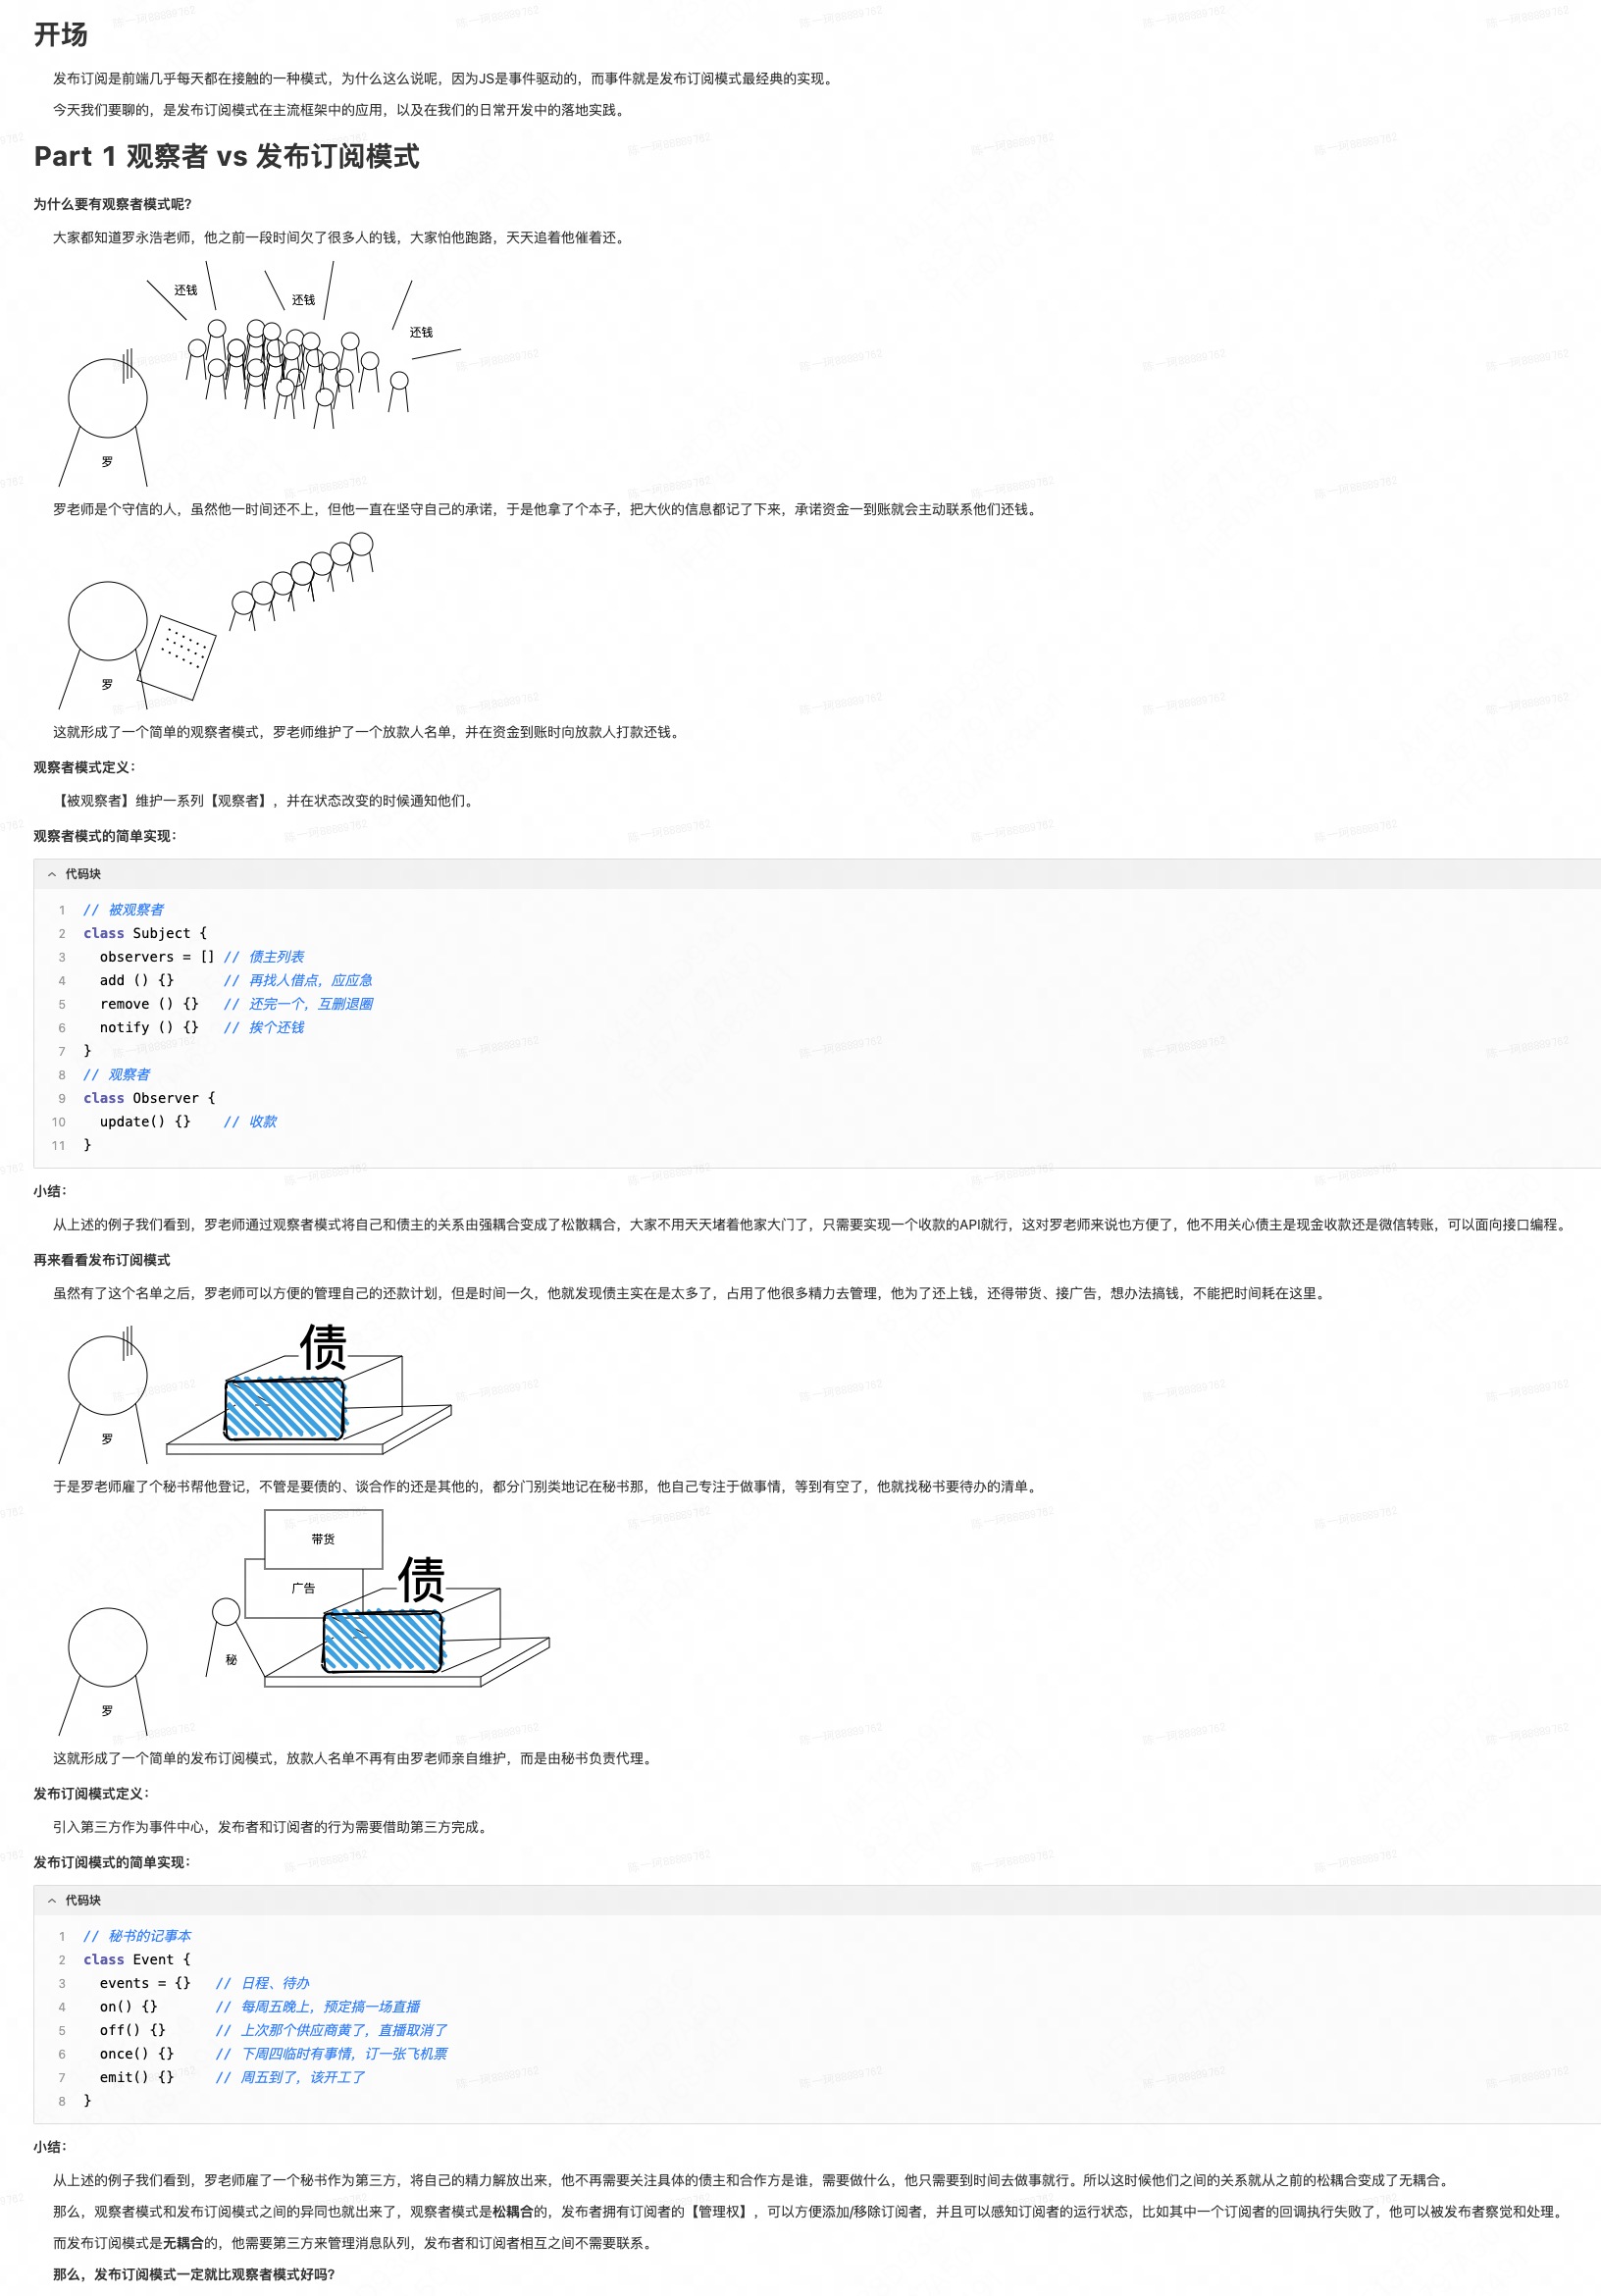 开场
发布订阅是前端几乎每天都在接触的一种模式，为什么这么说呢，因为JS是事件驱动的，而事件就是发布订阅模式最经典的实现。
今天我们要聊的，是发布订阅模式在主流框架中的应用，以及在我们的日常开发中的落地实践。
Part 1 观察者 vs 发布订阅模式
为什么要有观察者模式呢？
大家都知道罗永浩老师，他之前一段时间欠了很多人的钱，大家怕他跑路，天天追着他催着还。
还钱
还钱
还钱
罗
罗老师是个守信的人，虽然他一时间还不上，但他一直在坚守自己的承诺，于是他拿了个本子，把大伙的信息都记了下来，承诺资金一到账就会主动联系他们还钱。
罗
这就形成了一个简单的观察者模式，罗老师维护了一个放款人名单，并在资金到账时向放款人打款还钱。
观察者模式定义：
【被观察者】维护一系列【观察者】，并在状态改变的时候通知他们。
观察者模式的简单实现：
代码块
1 // 被观察者
2 class Subject {
3 observers = [] // 债主列表
4 add () {} // 再找人借点，应应急
5 remove () {} // 还完一个，互删退圈
6 notify () {} // 挨个还钱
7 }
8 // 观察者
9 class Observer {
10 update() {} // 收款
11 }
小结：
从上述的例子我们看到，罗老师通过观察者模式将自己和债主的关系由强耦合变成了松散耦合，大家不用天天堵着他家大门了，只需要实现一个收款的API就行，这对罗老师来说也方便了，他不用关心债主是现金收款还是微信转账，可以面向接口编程。
再来看看发布订阅模式
虽然有了这个名单之后，罗老师可以方便的管理自己的还款计划，但是时间一久，他就发现债主实在是太多了，占用了他很多精力去管理，他为了还上钱，还得带货、接广告，想办法搞钱，不能把时间耗在这里。
债
罗
于是罗老师雇了个秘书帮他登记，不管是要债的、谈合作的还是其他的，都分门别类地记在秘书那，他自己专注于做事情，等到有空了，他就找秘书要待办的清单。
带货
广告
债
秘
罗
这就形成了一个简单的发布订阅模式，放款人名单不再有由罗老师亲自维护，而是由秘书负责代理。
发布订阅模式定义：
引入第三方作为事件中心，发布者和订阅者的行为需要借助第三方完成。
发布订阅模式的简单实现：
代码块
1 // 秘书的记事本
2 class Event {
3 events = {} // 日程、待办
4 on() {} // 每周五晚上，预定搞一场直播
5 off() {} // 上次那个供应商黄了，直播取消了
6 once() {} // 下周四临时有事情，订一张飞机票
7 emit() {} // 周五到了，该开工了
8 }
小结：
从上述的例子我们看到，罗老师雇了一个秘书作为第三方，将自己的精力解放出来，他不再需要关注具体的债主和合作方是谁，需要做什么，他只需要到时间去做事就行。所以这时候他们之间的关系就从之前的松耦合变成了无耦合。
那么，观察者模式和发布订阅模式之间的异同也就出来了，观察者模式是松耦合的，发布者拥有订阅者的【管理权】，可以方便添加/移除订阅者，并且可以感知订阅者的运行状态，比如其中一个订阅者的回调执行失败了，他可以被发布者察觉和处理。
而发布订阅模式是无耦合的，他需要第三方来管理消息队列，发布者和订阅者相互之间不需要联系。
那么，发布订阅模式一定就比观察者模式好吗？